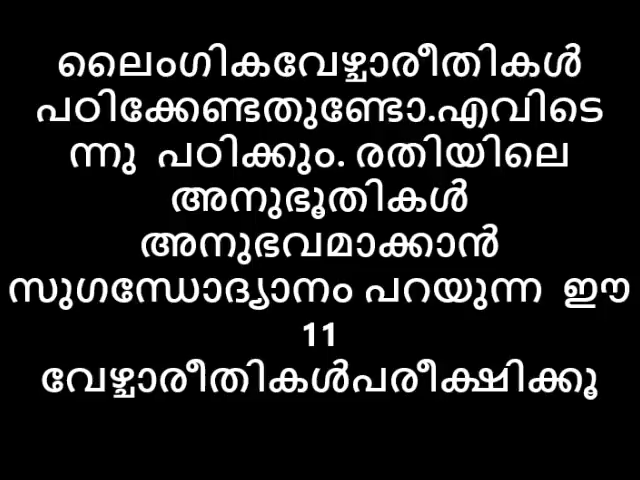 ലൈംഗികവേഴ്ചാരീതികൾ
പഠിക്കേണ്ടതുണ്ടോ.എവിടെ
ന്നു പഠിക്കും. രതിയിലെ
അനുഭൂതികൾ
അനുഭവമാക്കാൻ
സുഗന്ധോദ്യാനം പറയുന്ന ഈ
11
വേഴ്ചാരീതികൾപരീക്ഷിക്കൂ